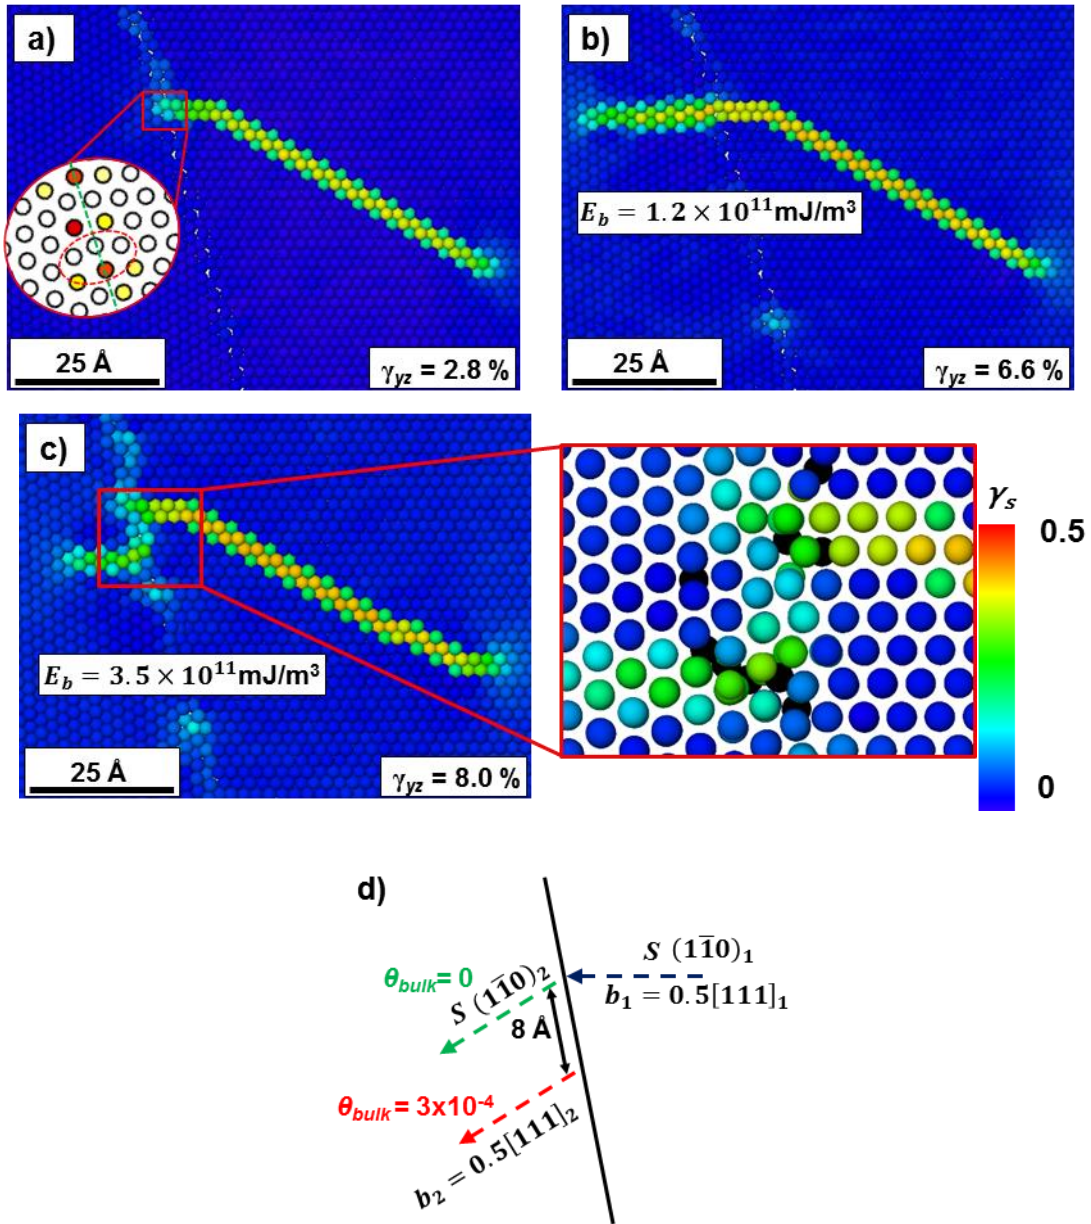 a)
25 Å
γyz = 2.8 %
b)
E_b = 1.2 × 10¹¹mJ/m³
25 Å
γyz = 6.6 %
c)
E_b = 3.5 × 10¹¹mJ/m³
25 Å
γyz = 8.0 %
γs
0.5
0
d)
θbulk= 0
S (11̄0)₂
8 Å
S (11̄0)₁
b₁ = 0.5[111]₁
θbulk= 3x10⁻⁴
b₂ = 0.5[111]₂